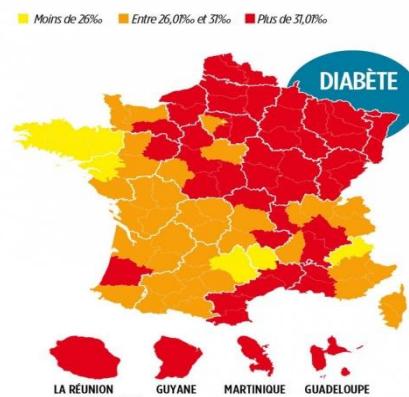 Moins de 26‰ Entre 26,01‰ et 31‰ Plus de 31,01‰
DIABÈTE
LA RÉUNION GUYANE MARTINIQUE GUADELOUPE